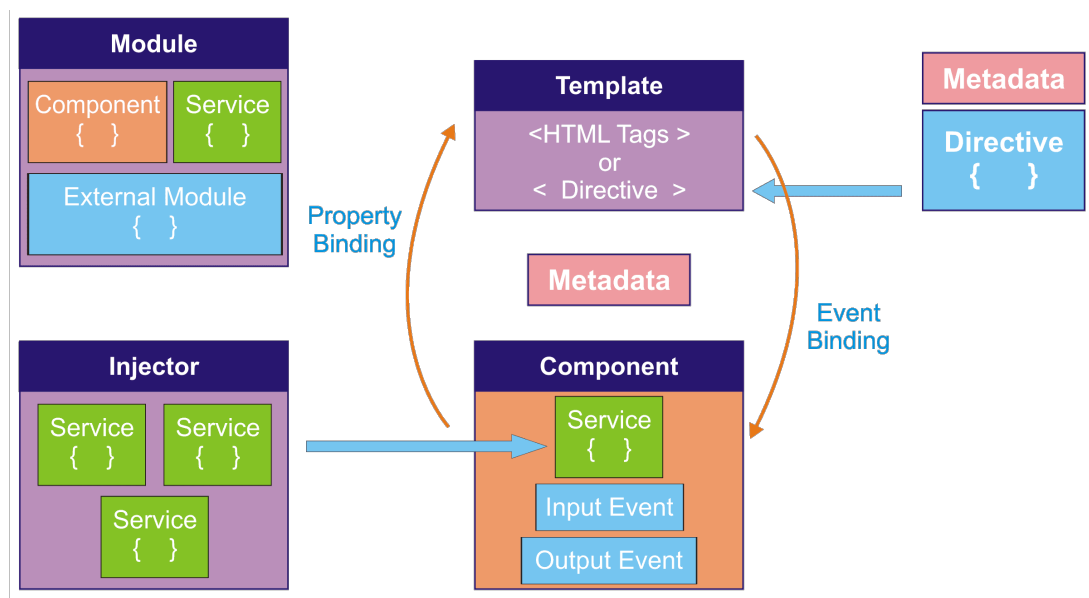 Module
Component
{ }
Service
{ }
External Module
{ }
Template
<HTML Tags >
or
< Directive >
Metadata
Directive
{ }
Property
Binding
Metadata
Event
Binding
Injector
Service
{ }
Service
{ }
Service
{ }
Component
Service
{ }
Input Event
Output Event